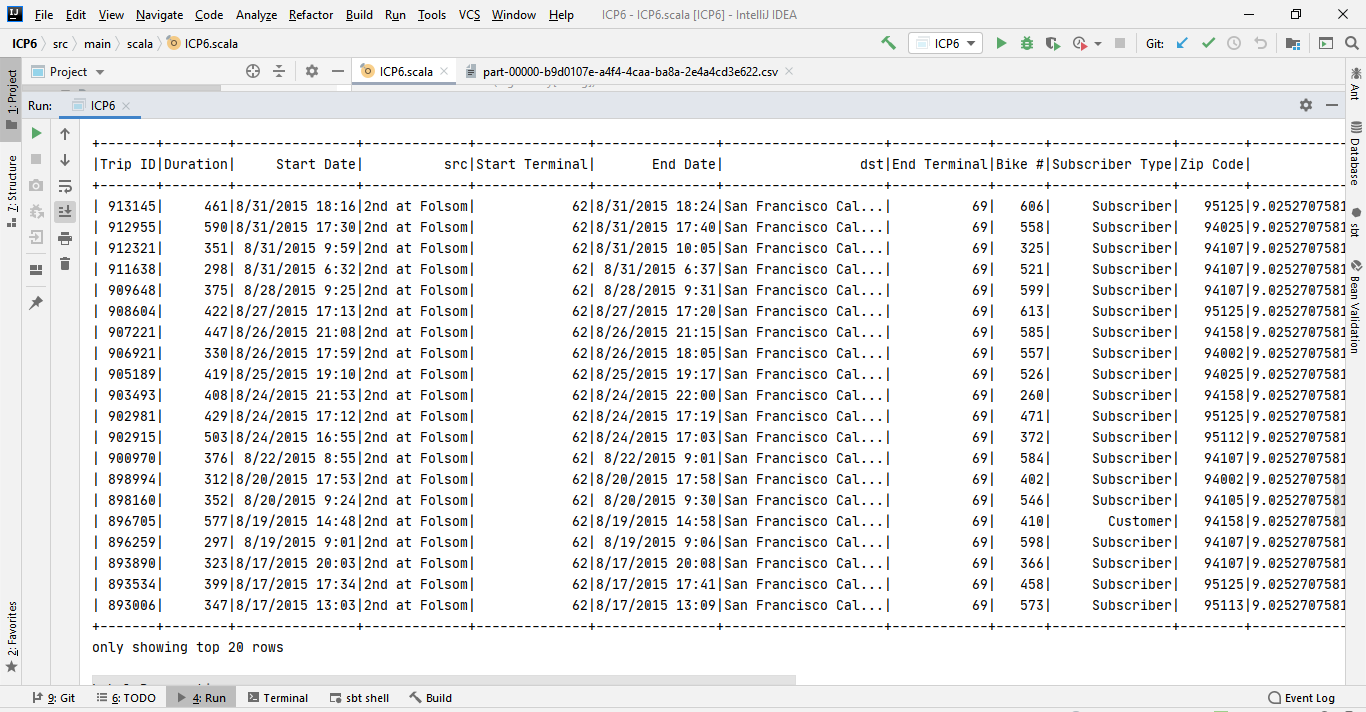 File Edit View Navigate Code Analyze Refactor Build Run Tools VCS Window Help ICP6 - ICP6.scala [ICP6] - IntelliJ IDEA
ICP6 src main scala ICP6.scala ICP6 Git:
Project ICP6.scala part-00000-b9d0107e-a4f4-4caa-ba8a-2e4a4cd3e622.csv
Run: ICP6
1: Project
7: Structure
2: Favorites
+-------+--------+---------------+-------------+--------------+---------------+--------------------+------------+------+---------------+--------+------------
|Trip ID|Duration|     Start Date|          src|Start Terminal|       End Date|                 dst|End Terminal|Bike #|Subscriber Type|Zip Code|
+-------+--------+---------------+-------------+--------------+---------------+--------------------+------------+------+---------------+--------+------------
| 913145|     461|8/31/2015 18:16|2nd at Folsom|            62|8/31/2015 18:24|San Francisco Cal...|          69|   606|     Subscriber|   95125|9.0252707581
| 912955|     590|8/31/2015 17:30|2nd at Folsom|            62|8/31/2015 17:40|San Francisco Cal...|          69|   558|     Subscriber|   94025|9.0252707581
| 912321|     351| 8/31/2015 9:59|2nd at Folsom|            62|8/31/2015 10:05|San Francisco Cal...|          69|   325|     Subscriber|   94107|9.0252707581
| 911638|     298| 8/31/2015 6:32|2nd at Folsom|            62| 8/31/2015 6:37|San Francisco Cal...|          69|   521|     Subscriber|   94107|9.0252707581
| 909648|     375| 8/28/2015 9:25|2nd at Folsom|            62| 8/28/2015 9:31|San Francisco Cal...|          69|   599|     Subscriber|   94107|9.0252707581
| 908604|     422|8/27/2015 17:13|2nd at Folsom|            62|8/27/2015 17:20|San Francisco Cal...|          69|   613|     Subscriber|   95125|9.0252707581
| 907221|     447|8/26/2015 21:08|2nd at Folsom|            62|8/26/2015 21:15|San Francisco Cal...|          69|   585|     Subscriber|   94158|9.0252707581
| 906921|     330|8/26/2015 17:59|2nd at Folsom|            62|8/26/2015 18:05|San Francisco Cal...|          69|   557|     Subscriber|   94002|9.0252707581
| 905189|     419|8/25/2015 19:10|2nd at Folsom|            62|8/25/2015 19:17|San Francisco Cal...|          69|   526|     Subscriber|   94025|9.0252707581
| 903493|     408|8/24/2015 21:53|2nd at Folsom|            62|8/24/2015 22:00|San Francisco Cal...|          69|   260|     Subscriber|   94158|9.0252707581
| 902981|     429|8/24/2015 17:12|2nd at Folsom|            62|8/24/2015 17:19|San Francisco Cal...|          69|   471|     Subscriber|   95125|9.0252707581
| 902915|     503|8/24/2015 16:55|2nd at Folsom|            62|8/24/2015 17:03|San Francisco Cal...|          69|   372|     Subscriber|   95112|9.0252707581
| 900970|     376| 8/22/2015 8:55|2nd at Folsom|            62| 8/22/2015 9:01|San Francisco Cal...|          69|   584|     Subscriber|   94107|9.0252707581
| 898994|     312|8/20/2015 17:53|2nd at Folsom|            62|8/20/2015 17:58|San Francisco Cal...|          69|   402|     Subscriber|   94002|9.0252707581
| 898160|     352| 8/20/2015 9:24|2nd at Folsom|            62| 8/20/2015 9:30|San Francisco Cal...|          69|   546|     Subscriber|   94105|9.0252707581
| 896705|     577|8/19/2015 14:48|2nd at Folsom|            62|8/19/2015 14:58|San Francisco Cal...|          69|   410|       Customer|   94158|9.0252707581
| 896259|     297| 8/19/2015 9:01|2nd at Folsom|            62| 8/19/2015 9:06|San Francisco Cal...|          69|   598|     Subscriber|   94107|9.0252707581
| 893890|     323|8/17/2015 20:03|2nd at Folsom|            62|8/17/2015 20:08|San Francisco Cal...|          69|   366|     Subscriber|   94107|9.0252707581
| 893534|     399|8/17/2015 17:34|2nd at Folsom|            62|8/17/2015 17:41|San Francisco Cal...|          69|   458|     Subscriber|   95125|9.0252707581
| 893006|     347|8/17/2015 13:03|2nd at Folsom|            62|8/17/2015 13:09|San Francisco Cal...|          69|   573|     Subscriber|   95113|9.0252707581
+-------+--------+---------------+-------------+--------------+---------------+--------------------+------------+------+---------------+--------+------------
only showing top 20 rows
Ant
Database
sbt
Bean Validation
9: Git 6: TODO 4: Run Terminal sbt shell Build Event Log